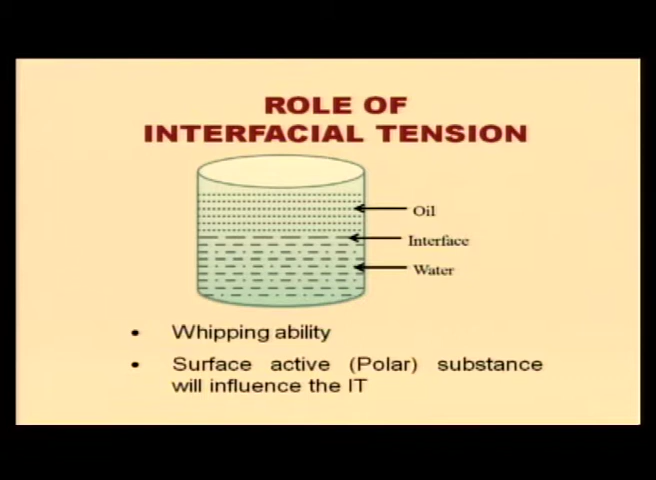 ROLE OF
INTERFACIAL TENSION
Oil
Interface
Water
• Whipping ability
• Surface active (Polar) substance
will influence the IT